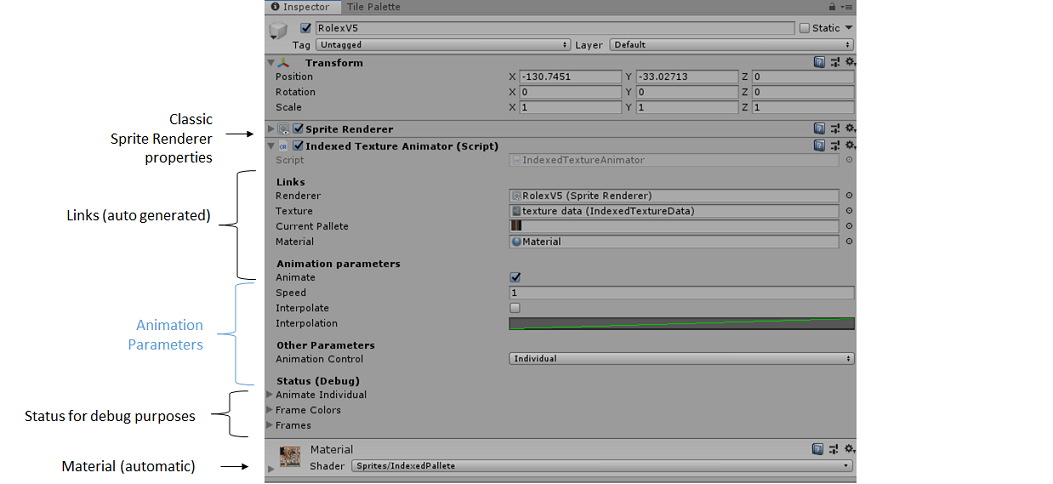 Inspector Tile Palette
RolexV5 Static
Tag Untagged Layer Default
Transform
Position X -130.7451 Y -33.02713 Z 0
Rotation X 0 Y 0 Z 0
Scale X 1 Y 1 Z 1
Classic
Sprite Renderer
properties
Sprite Renderer
Indexed Texture Animator (Script)
Script IndexedTextureAnimator
Links (auto generated)
Links
Renderer RolexV5 (Sprite Renderer)
Texture texture data (IndexedTextureData)
Current Pallete
Material Material
Animation
Parameters
Animation parameters
Animate
Speed 1
Interpolate
Interpolation
Other Parameters
Animation Control Individual
Status for debug purposes
Status (Debug)
Animate Individual
Frame Colors
Frames
Material (automatic)
Material
Shader Sprites/IndexedPallete